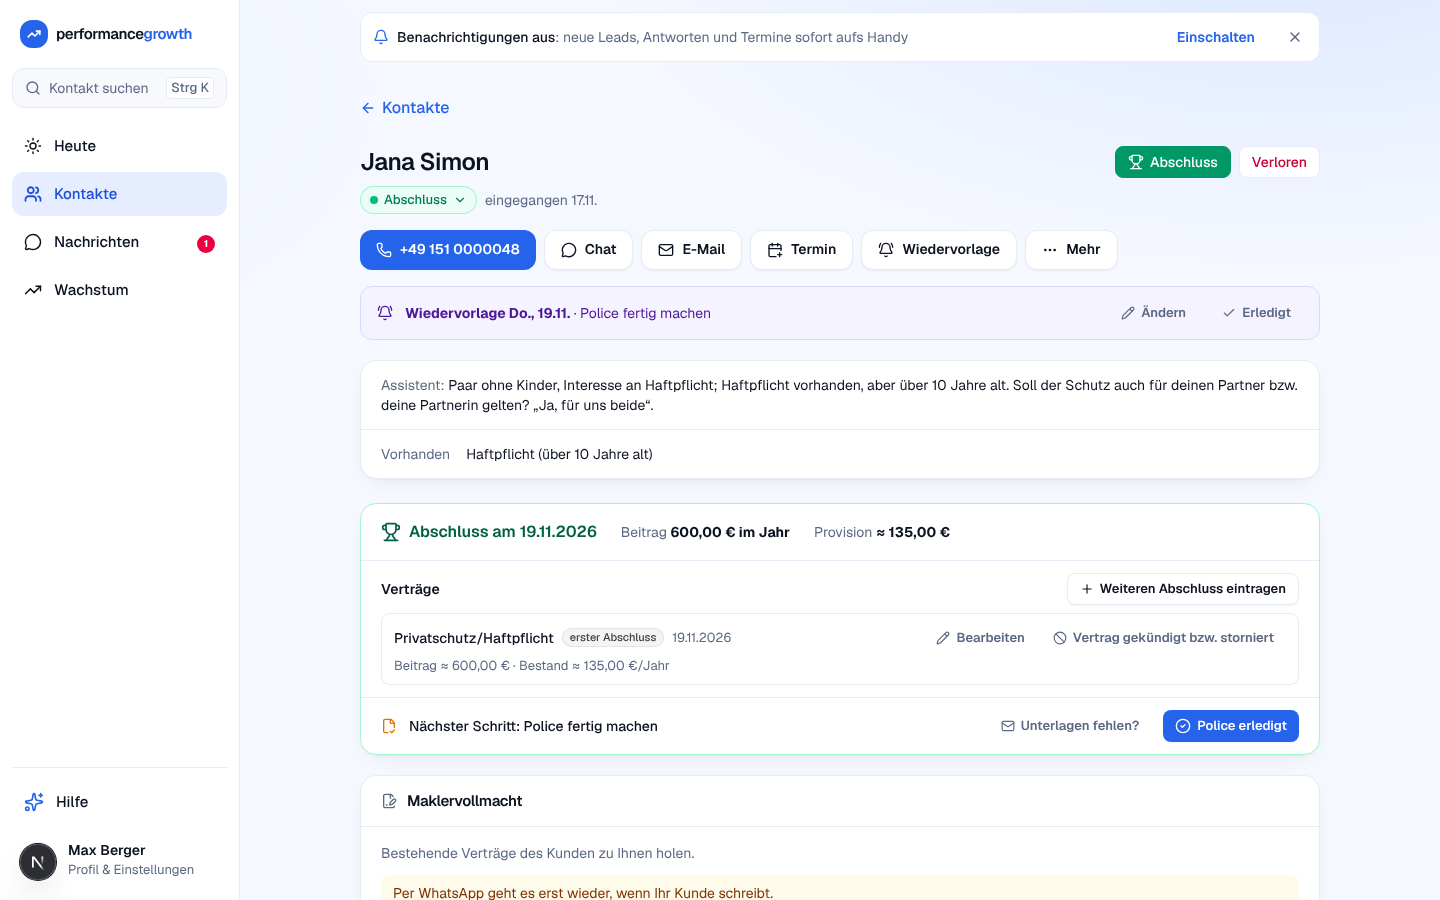 performancegrowth
Kontakt suchen Strg K
Heute
Kontakte
Nachrichten 1
Wachstum
Hilfe
N Max Berger
Profil & Einstellungen
Benachrichtigungen aus: neue Leads, Antworten und Termine sofort aufs Handy Einschalten
Kontakte
Jana Simon Abschluss Verloren
Abschluss eingegangen 17.11.
+49 151 0000048 Chat E-Mail Termin Wiedervorlage Mehr
Wiedervorlage Do., 19.11. · Police fertig machen Ändern Erledigt
Assistent: Paar ohne Kinder, Interesse an Haftpflicht; Haftpflicht vorhanden, aber über 10 Jahre alt. Soll der Schutz auch für deinen Partner bzw.
deine Partnerin gelten? „Ja, für uns beide“.
Vorhanden Haftpflicht (über 10 Jahre alt)
Abschluss am 19.11.2026 Beitrag 600,00 € im Jahr Provision ≈ 135,00 €
Verträge Weiteren Abschluss eintragen
Privatschutz/Haftpflicht erster Abschluss 19.11.2026 Bearbeiten Vertrag gekündigt bzw. storniert
Beitrag ≈ 600,00 € · Bestand ≈ 135,00 €/Jahr
Nächster Schritt: Police fertig machen Unterlagen fehlen? Police erledigt
Maklervollmacht
Bestehende Verträge des Kunden zu Ihnen holen.
Per WhatsApp geht es erst wieder, wenn Ihr Kunde schreibt.